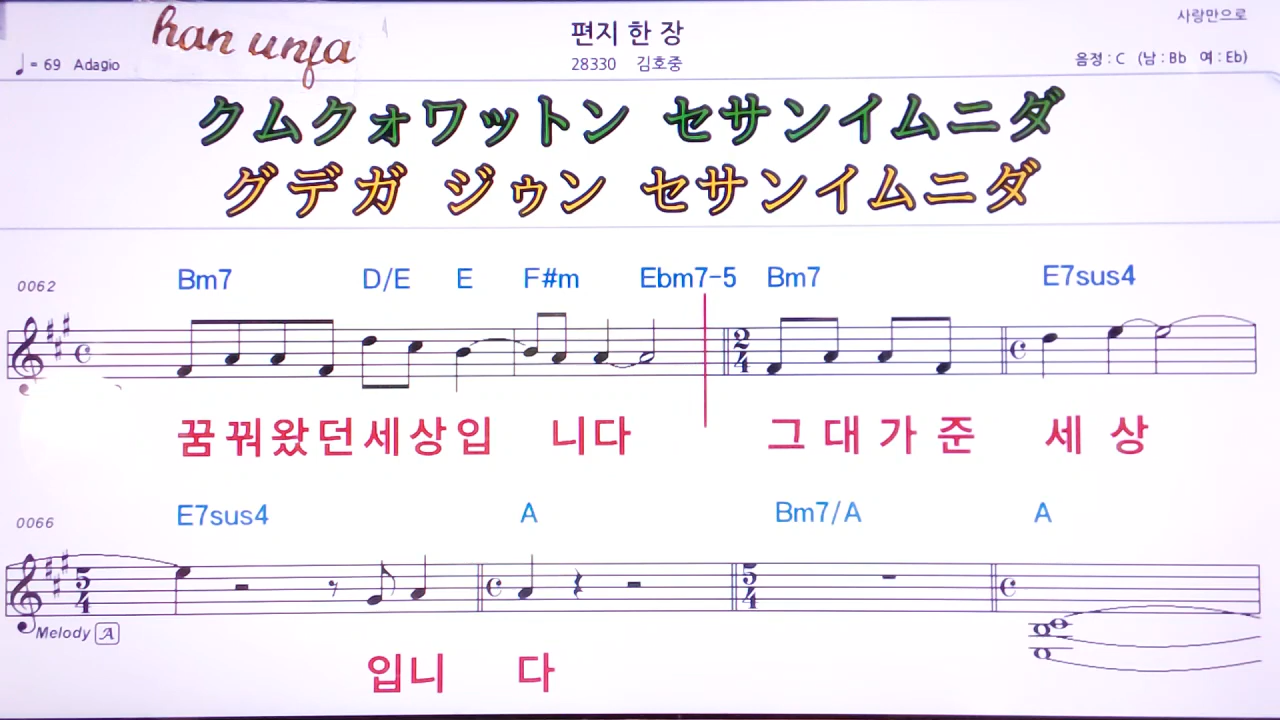 han unja
편지 한 장
사랑만으로
♩= 69 Adagio
28330 김호중
음정 : C (남 : Bb 여 : Eb)
クムクォワットン セサンイムニダ
グデガ ジゥン セサンイムニダ
0062 Bm7 D/E E F#m Ebm7-5 Bm7 E7sus4
꿈꿔왔던세상입 니다 그대가준 세상
0066 E7sus4 A Bm7/A A
Melody A
입니 다